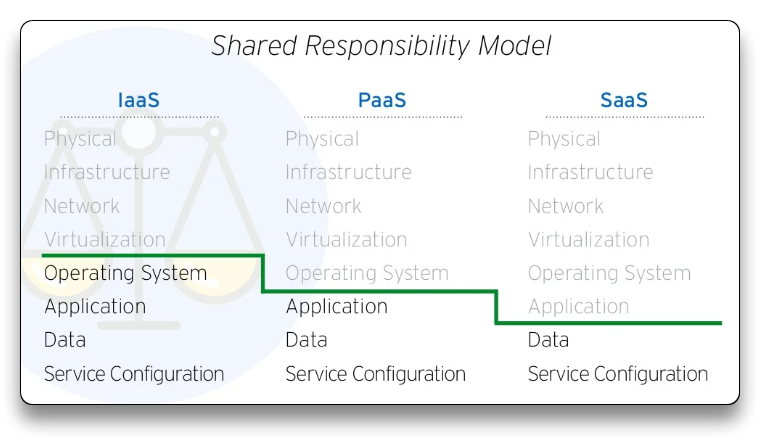 Shared Responsibility Model
IaaS PaaS SaaS
Physical Physical Physical
Infrastructure Infrastructure Infrastructure
Network Network Network
Virtualization Virtualization Virtualization
Operating System Operating System Operating System
Application Application Application
Data Data Data
Service Configuration Service Configuration Service Configuration